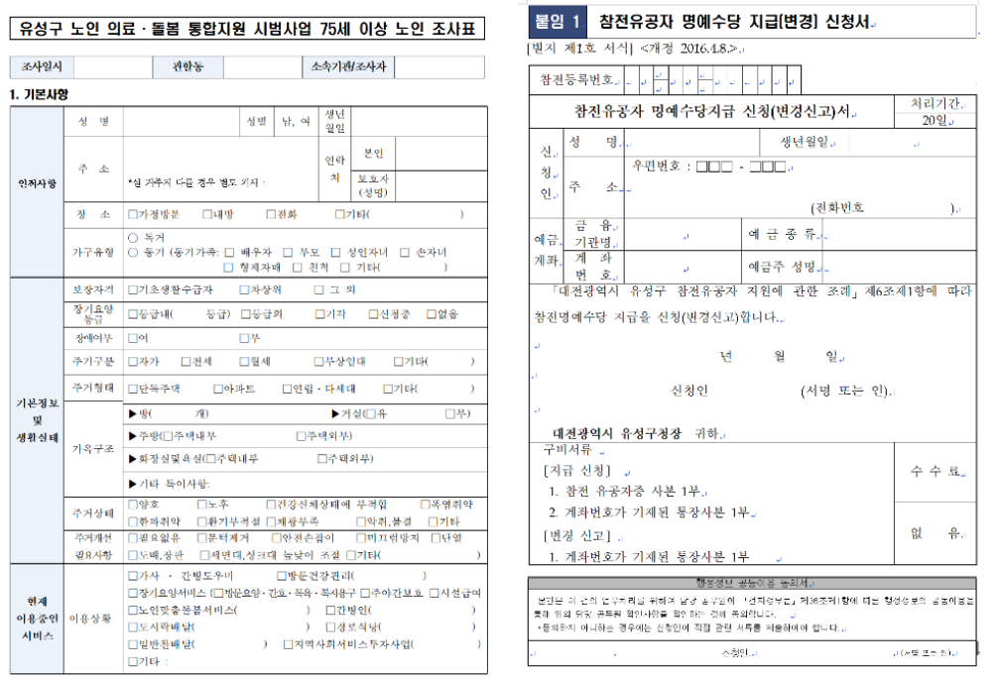 유성구 노인 의료·돌봄 통합지원 시범사업 75세 이상 노인 조사표
조사일시 관할동 소속기관/조사자
1. 기본사항
인적사항
성 명 성별 남, 여 생년월일
주 소 연락처 본인
*실 거주지 다를 경우 별도 기재 : 보호자(성명)
장 소 □가정방문 □내방 □전화 □기타( )
가구유형 ○ 독거
○ 동거 (동거가족: □ 배우자 □ 부모 □ 성인자녀 □ 손자녀
□ 형제자매 □ 친척 □ 기타( )
기본정보 및 생활실태
보장자격 □기초생활수급자 □차상위 □ 그 외
장기요양등급 □등급내( 등급) □등급외 □기각 □신청중 □없음
장애여부 □여 □부
주거구분 □자가 □전세 □월세 □무상임대 □기타( )
주거형태 □단독주택 □아파트 □연립·다세대 □기타( )
가옥구조 ▶방( 개) ▶거실(□유 □무)
▶주방(□주택내부 □주택외부)
▶화장실및욕실(□주택내부 □주택외부)
▶기타 특이사항:
주거상태 □양호 □노후 □건강신체상태에 부적합 □폭염취약
□한파취약 □환기부적절 □채광부족 □악취,불결 □기타
주거개선 필요사항 □필요없음 □문턱제거 □안전손잡이 □미끄럼방지 □단열
□도배,장판 □세면대,싱크대 높낮이 조절 □기타( )
현재 이용중인 서비스
이용상황 □가사 · 간병도우미 □방문건강관리( )
□장기요양서비스 (□방문요양·간호·목욕·복지용구 □주야간보호 □시설급여
□노인맞춤돌봄서비스( ) □간병인( )
□도시락배달( ) □경로식당( )
□밑반찬배달( ) □지역사회서비스투자사업( )
□기타 :
붙임 1 참전유공자 명예수당 지급(변경) 신청서
[별지 제1호 서식] <개정 2016.4.8.>
참전등록번호
참전유공자 명예수당지급 신청(변경신고)서 처리기간
20일
신청인
성 명 생년월일
주 소 우편번호 : □□□ - □□□
(전화번호 )
예금계좌
금 융 기관명 예 금 종 류
계 좌 번 호 예금주 성명
「대전광역시 유성구 참전유공자 지원에 관한 조례」제6조제1항에 따라
참전명예수당 지급을 신청(변경신고)합니다.
년 월 일
신청인 (서명 또는 인).
대전광역시 유성구청장 귀하
구비서류
[지급 신청] 수 수 료
1. 참전 유공자증 사본 1부.
2. 계좌번호가 기재된 통장사본 1부
[변경 신고] 없 음
1. 계좌번호가 기재된 통장사본 1부
행정정보 공동이용 동의서
본인은 이 건의 업무처리를 위하여 담당 공무원이 「전자정부법」제36조제1항에 따른 행정정보의 공동이용을
통해 위의 담당 공무원 확인사항을 확인하는 것에 동의합니다.
*동의하지 아니하는 경우에는 신청인이 직접 관련 서류를 제출하여야 합니다.
신청인 (서명 또는 인)